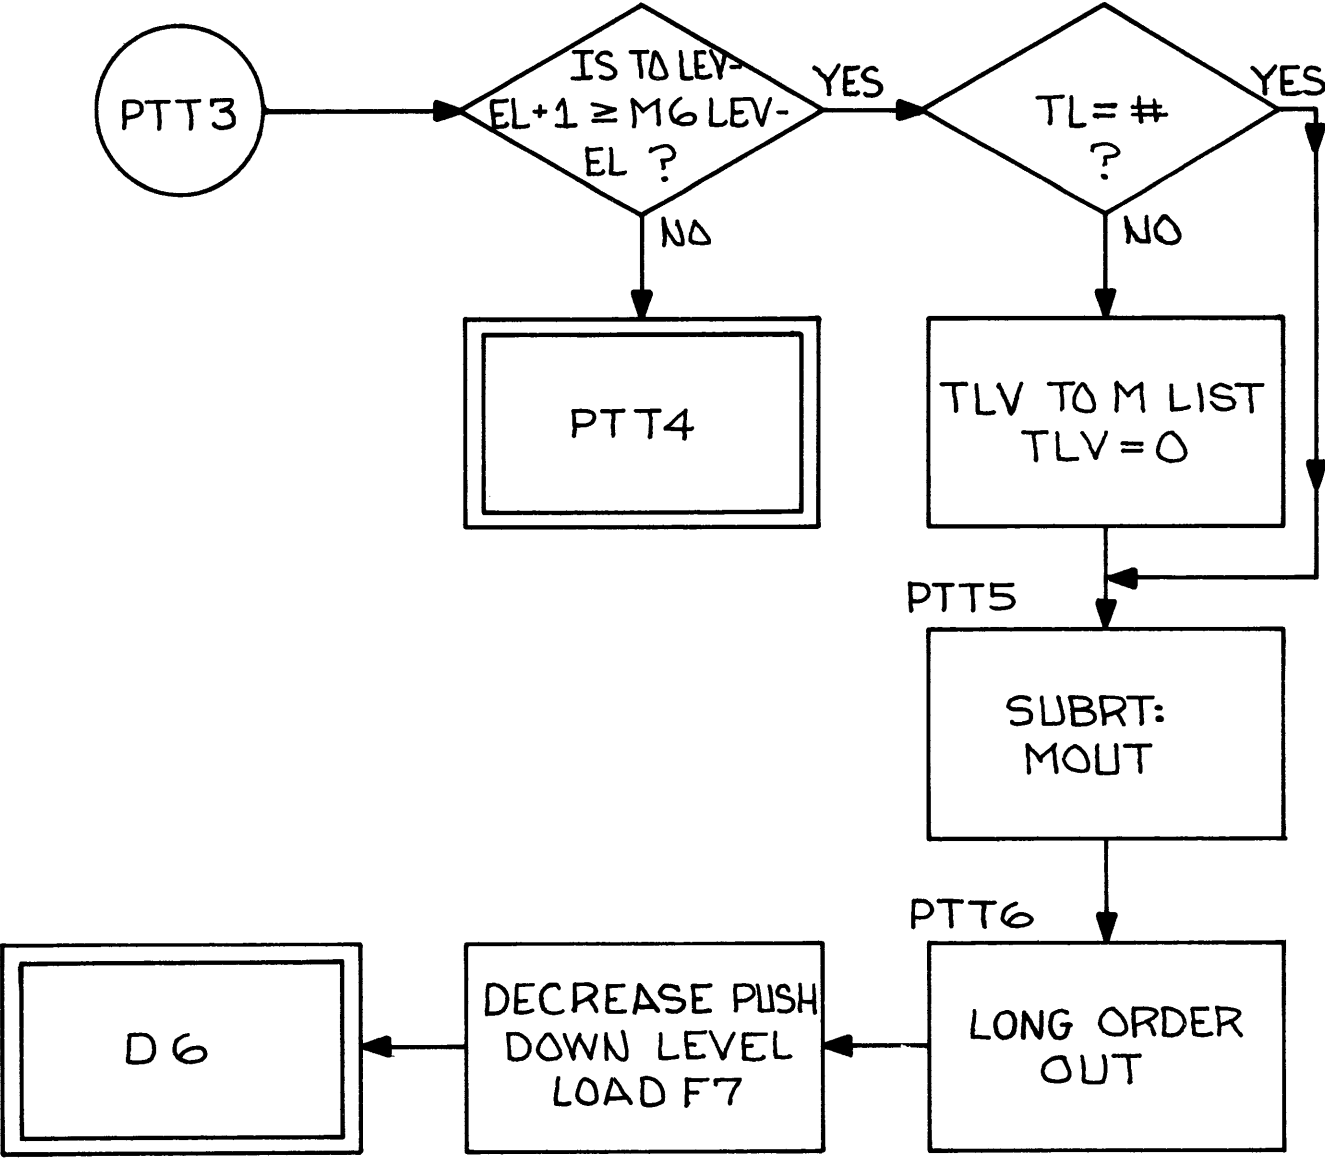 PTT3
IS TO LEV-
EL+1 ≥ M6 LEV-
EL ?
YES
NO
TL= #
?
YES
NO
PTT4
TLV TO M LIST
TLV = 0
PTT5
SUBRT:
MOUT
PTT6
LONG ORDER
OUT
DECREASE PUSH
DOWN LEVEL
LOAD F7
D6